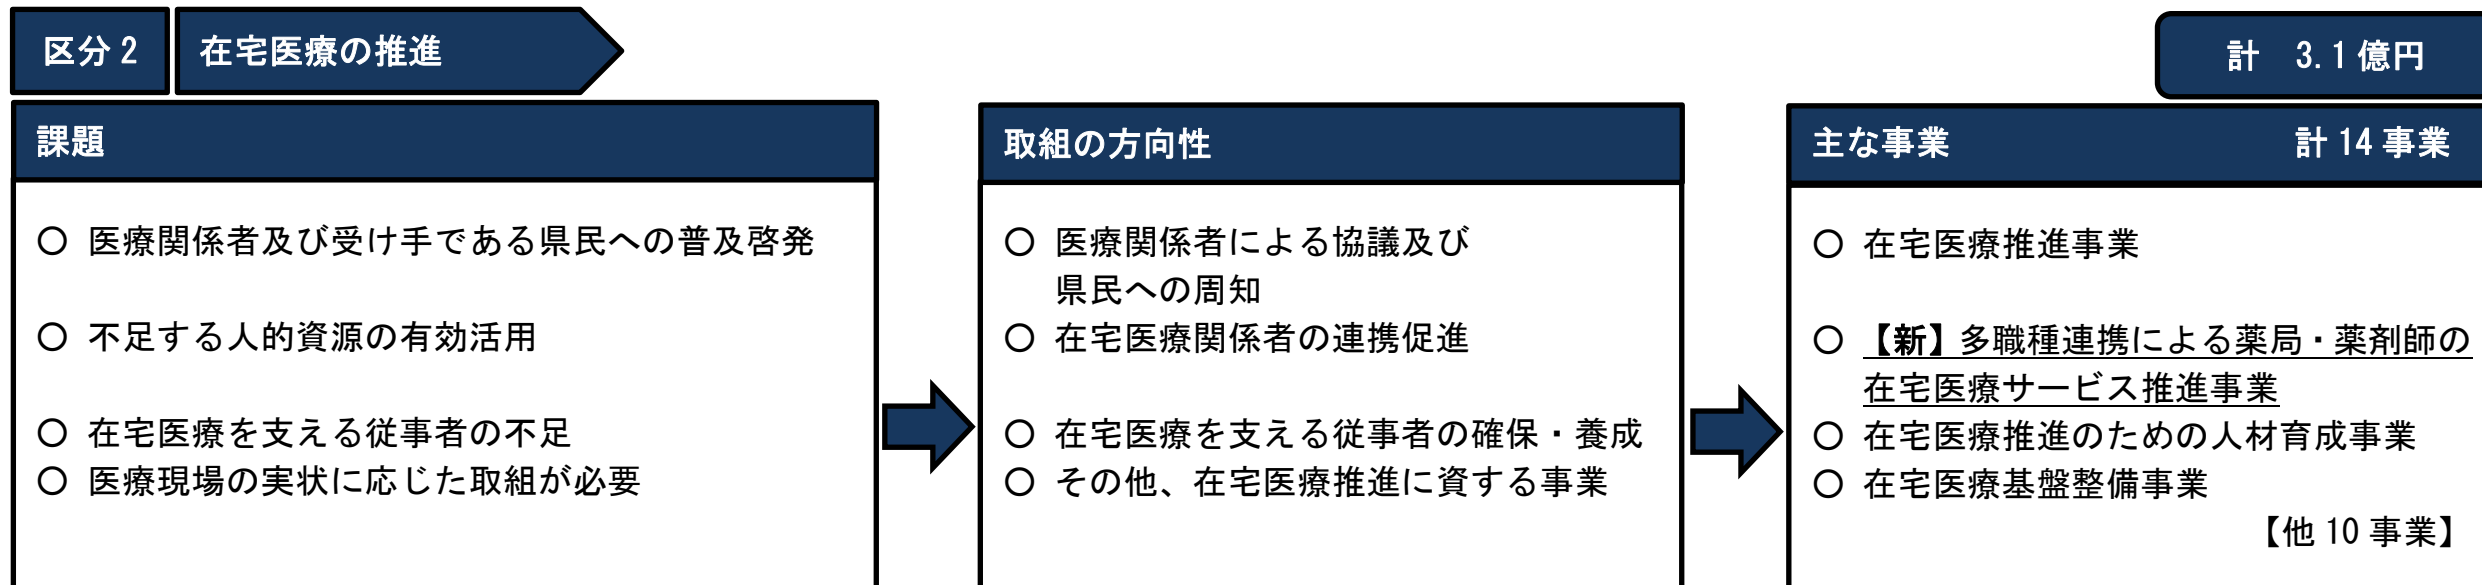 区分2 在宅医療の推進
計 3.1億円
課題
○ 医療関係者及び受け手である県民への普及啓発
○ 不足する人的資源の有効活用
○ 在宅医療を支える従事者の不足
○ 医療現場の実状に応じた取組が必要
取組の方向性
○ 医療関係者による協議及び
県民への周知
○ 在宅医療関係者の連携促進
○ 在宅医療を支える従事者の確保・養成
○ その他、在宅医療推進に資する事業
主な事業 計14事業
○ 在宅医療推進事業
○ 【新】多職種連携による薬局・薬剤師の
在宅医療サービス推進事業
○ 在宅医療推進のための人材育成事業
○ 在宅医療基盤整備事業
【他10事業】